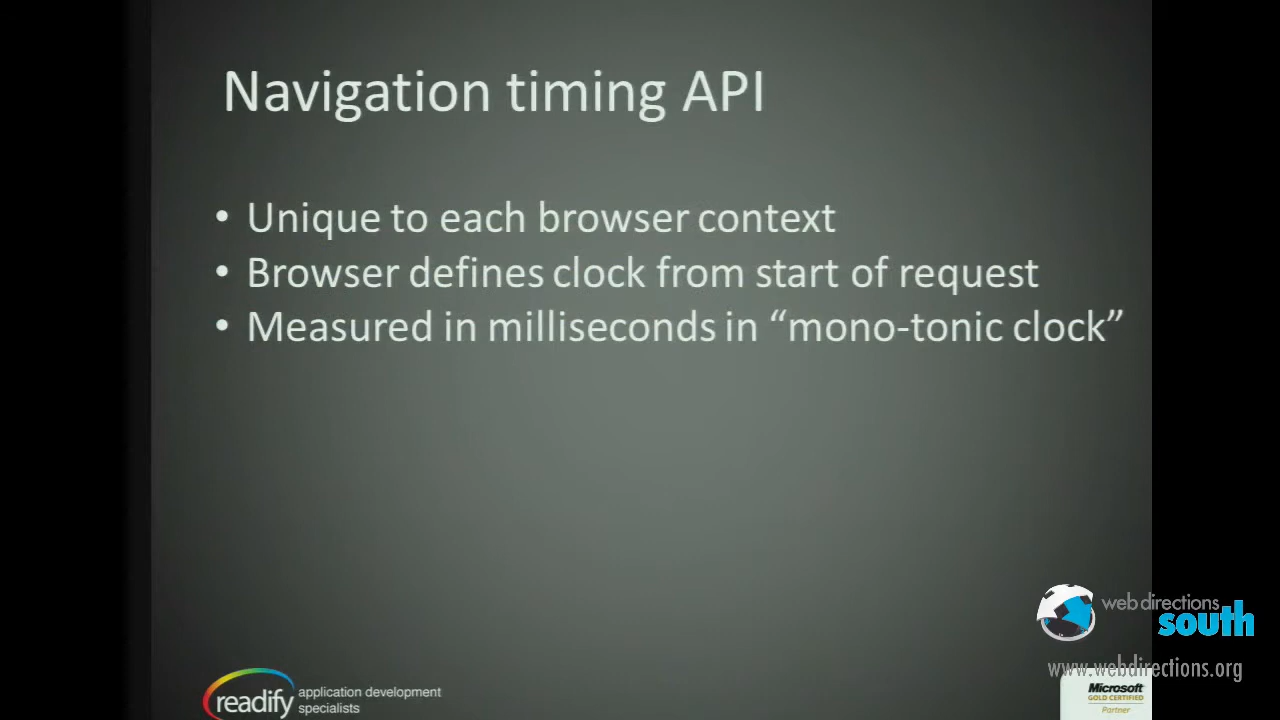 Navigation timing API
• Unique to each browser context
• Browser defines clock from start of request
• Measured in milliseconds in “mono-tonic clock”
web directions
south
www.webdirections.org
readify
application development
specialists
Microsoft
GOLD CERTIFIED
Partner